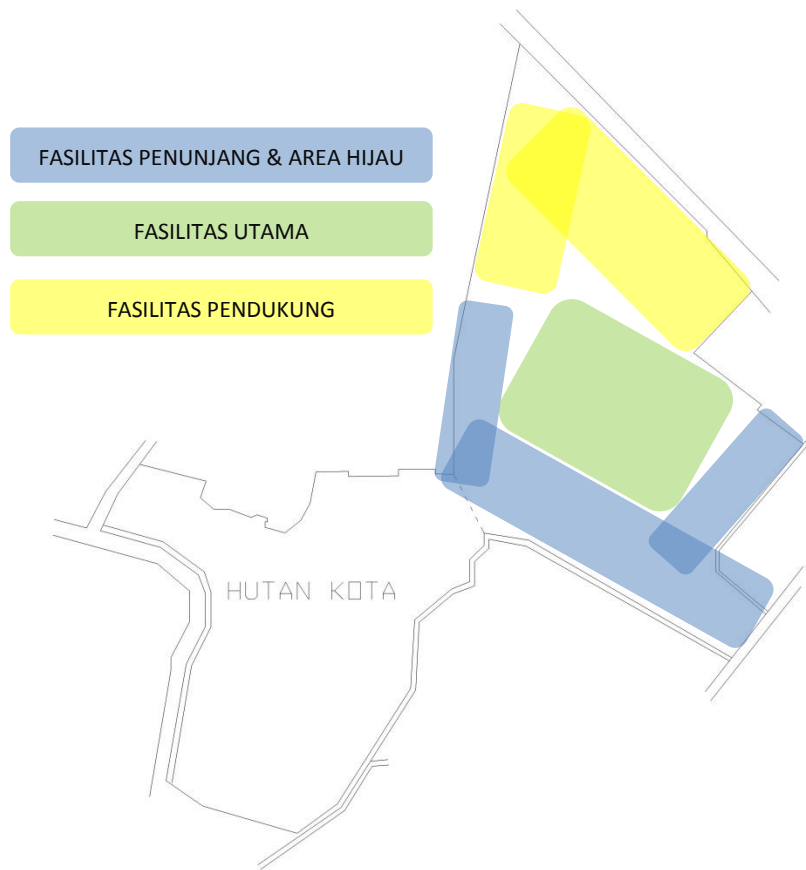 FASILITAS PENUNJANG & AREA HIJAU
FASILITAS UTAMA
FASILITAS PENDUKUNG
HUTAN KOTA